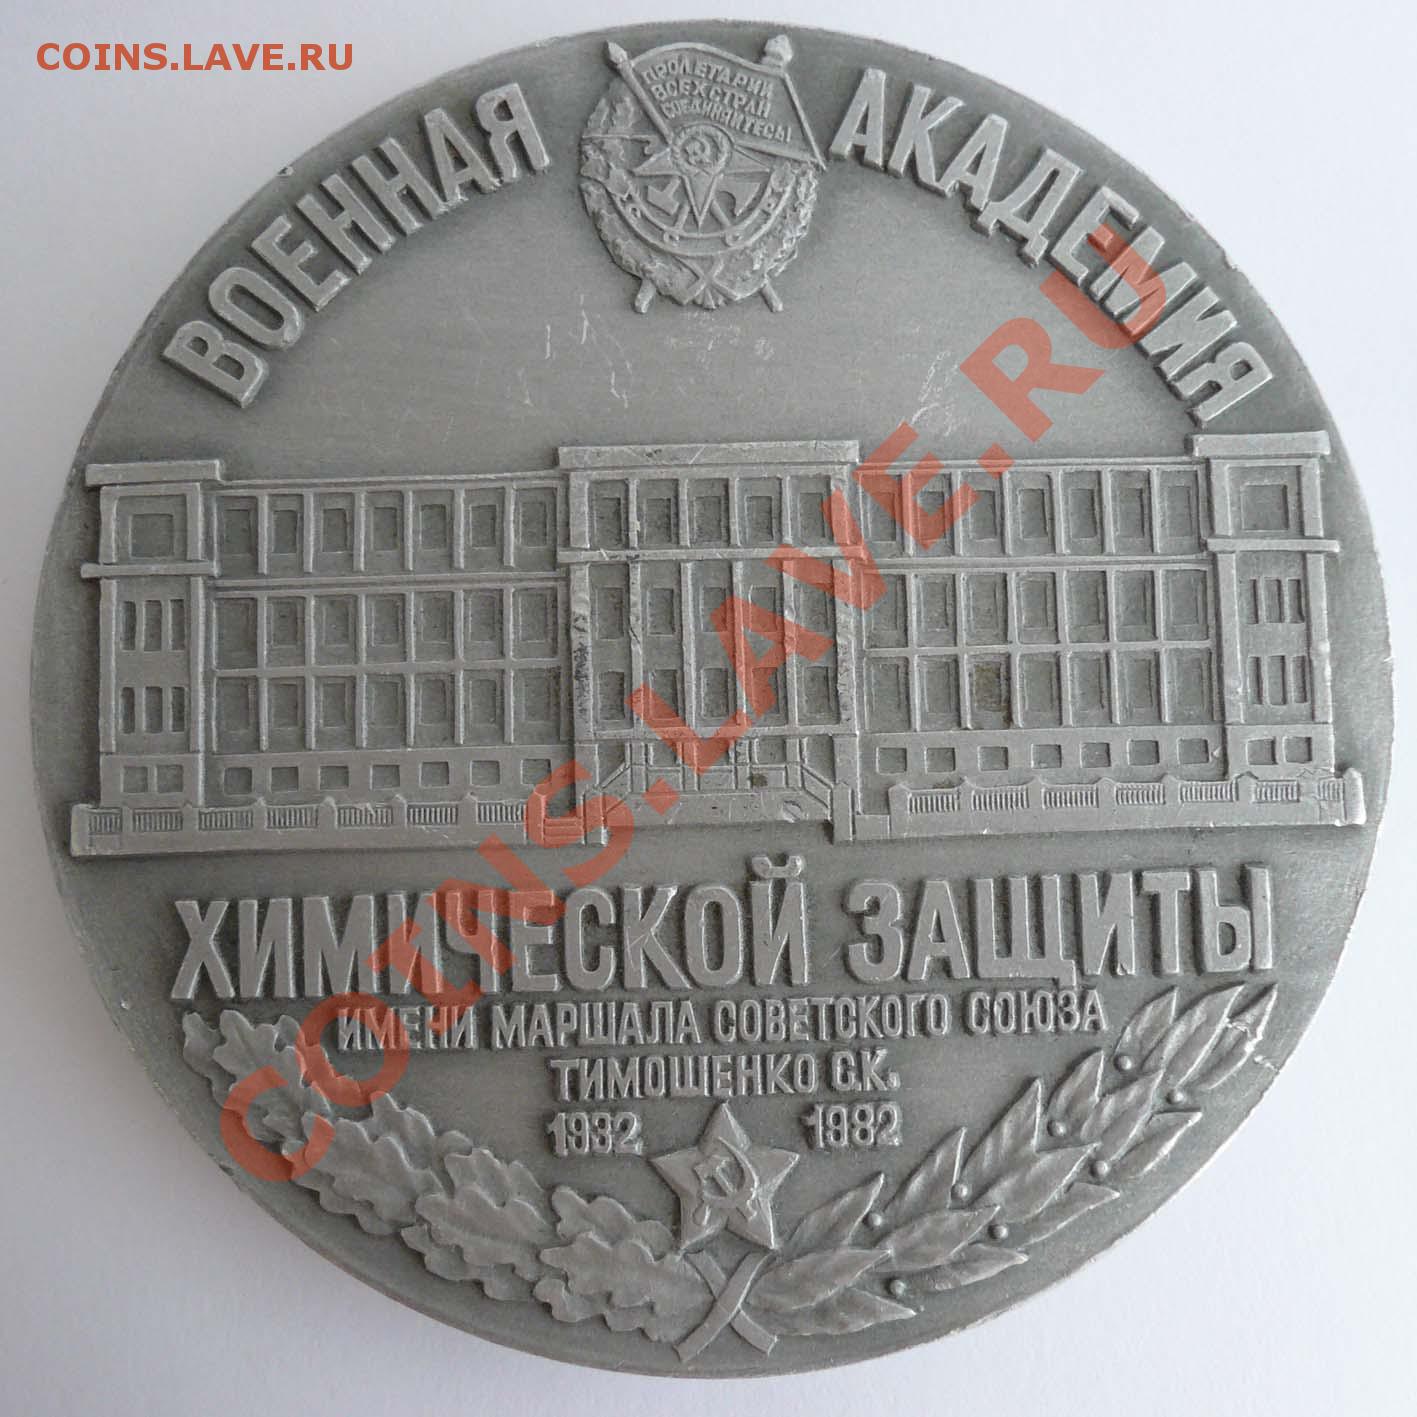 COINS.LAVE.RU
ПРОЛЕТАРИИ
ВСЕХ СТРАН
СОЕДИНЯЙТЕСЬ!
ВОЕННАЯ АКАДЕМИЯ
COINS.LAVE.RU
ХИМИЧЕСКОЙ ЗАЩИТЫ
ИМЕНИ МАРШАЛА СОВЕТСКОГО СОЮЗА
ТИМОШЕНКО С.К.
1932 1982